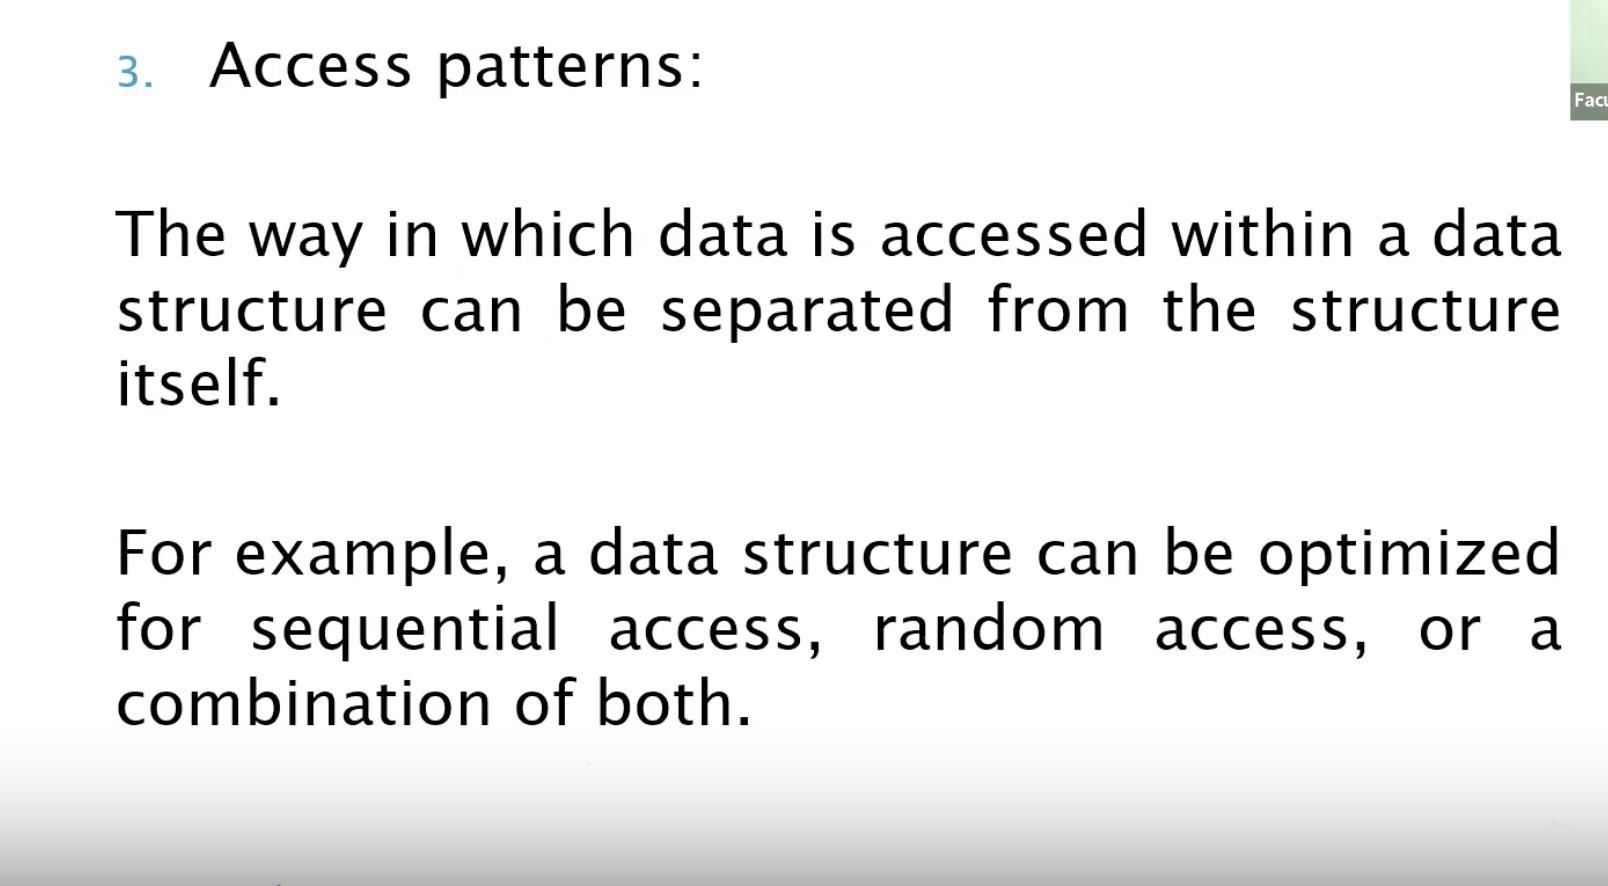 3. Access patterns:
The way in which data is accessed within a data
structure can be separated from the structure
itself.
For example, a data structure can be optimized
for sequential access, random access, or a
combination of both.